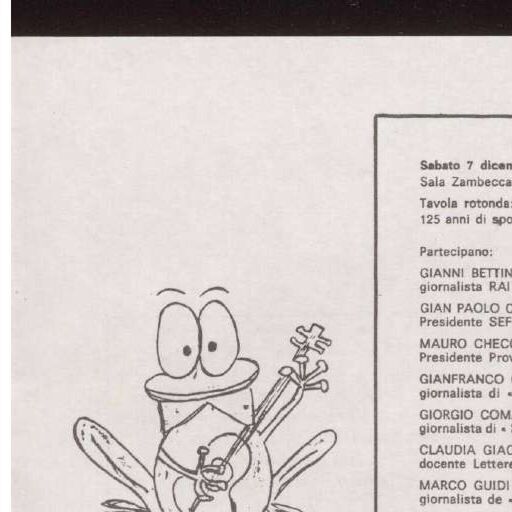 Sabato 7 dicem
Sala Zambecca
Tavola rotonda:
125 anni di spo
Partecipano:
GIANNI BETTIN
giornalista RAI
GIAN PAOLO C
Presidente SEF
MAURO CHECC
Presidente Prov
GIANFRANCO
giornalista di «
GIORGIO COMA
giornalista di «
CLAUDIA GIAC
docente Lettere
MARCO GUIDI
giornalista de «